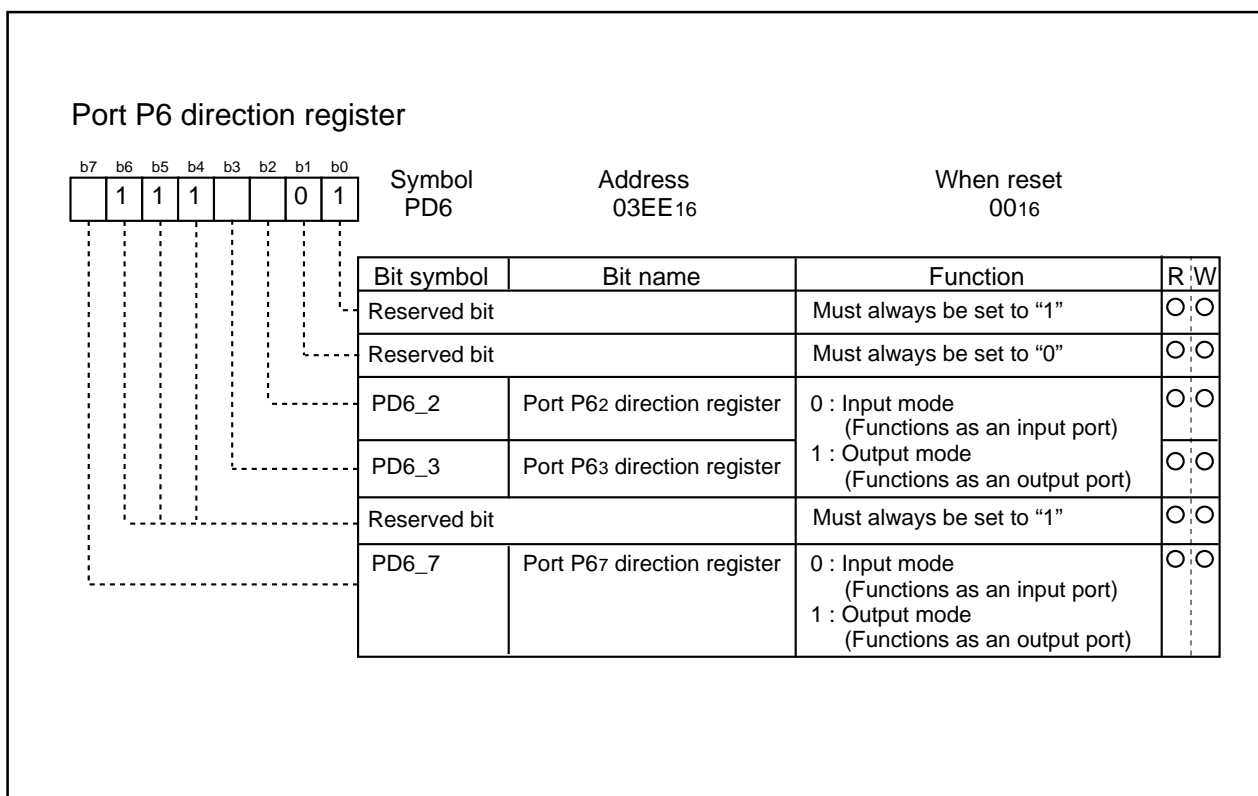 Port P6 direction register
b7 b6 b5 b4 b3 b2 b1 b0
1 1 1 0 1
Symbol Address When reset
PD6 03EE16 0016
Bit symbol Bit name Function R W
Reserved bit Must always be set to “1”
Reserved bit Must always be set to “0”
PD6_2 Port P62 direction register 0 : Input mode
(Functions as an input port)
PD6_3 Port P63 direction register 1 : Output mode
(Functions as an output port)
Reserved bit Must always be set to “1”
PD6_7 Port P67 direction register 0 : Input mode
(Functions as an input port)
1 : Output mode
(Functions as an output port)